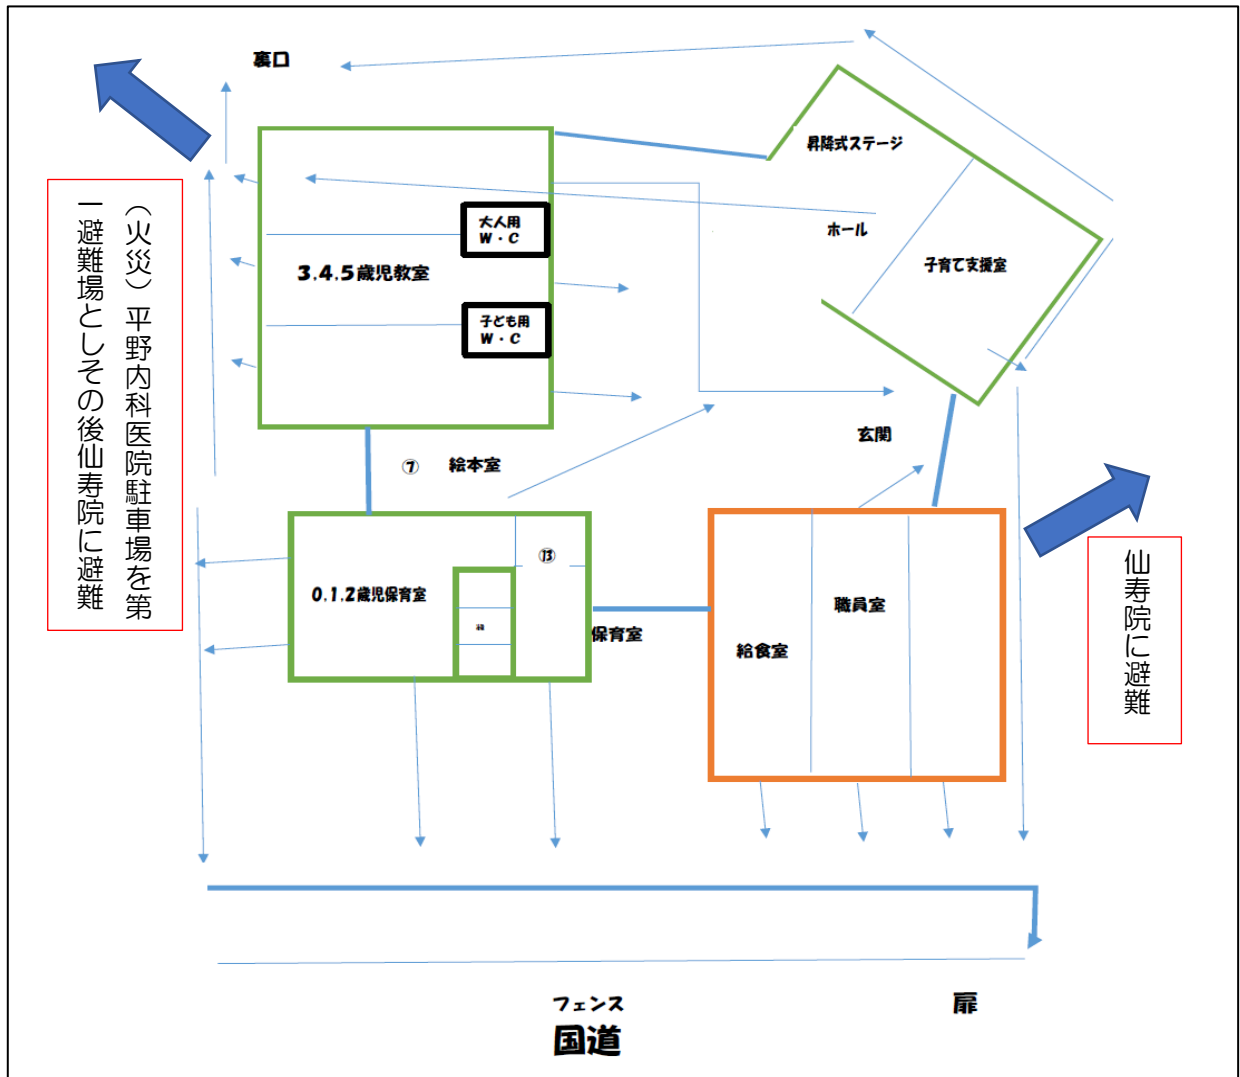 裏口
昇降式ステージ
ホール
子育て支援室
大人用
W・C
3.4.5歳児教室
子ども用
W・C
（火災）平野内科医院駐車場を第
一避難場としその後仙寿院に避難
玄関
⑦ 絵本室
⑬
0.1.2歳児保育室
保育室
職員室
給食室
仙寿院に避難
フェンス
扉
国道